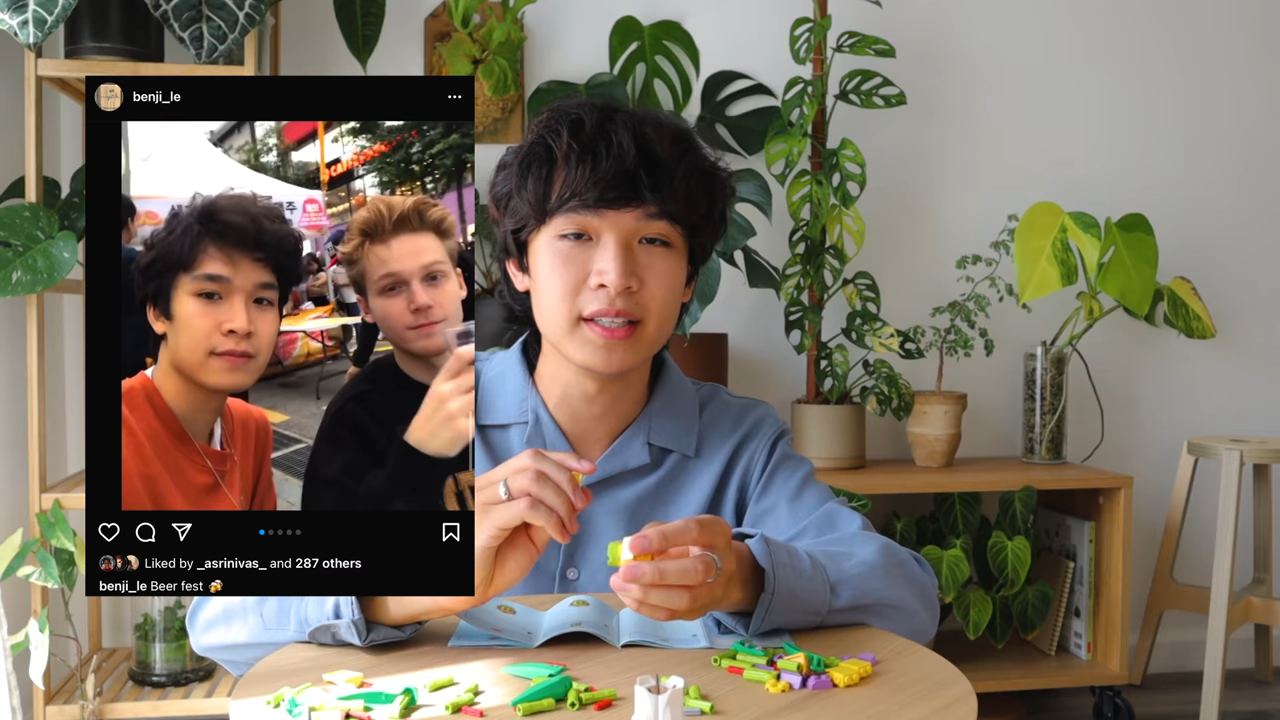 benji_le
Liked by _asrinivas_ and 287 others
benji_le Beer fest 🍻